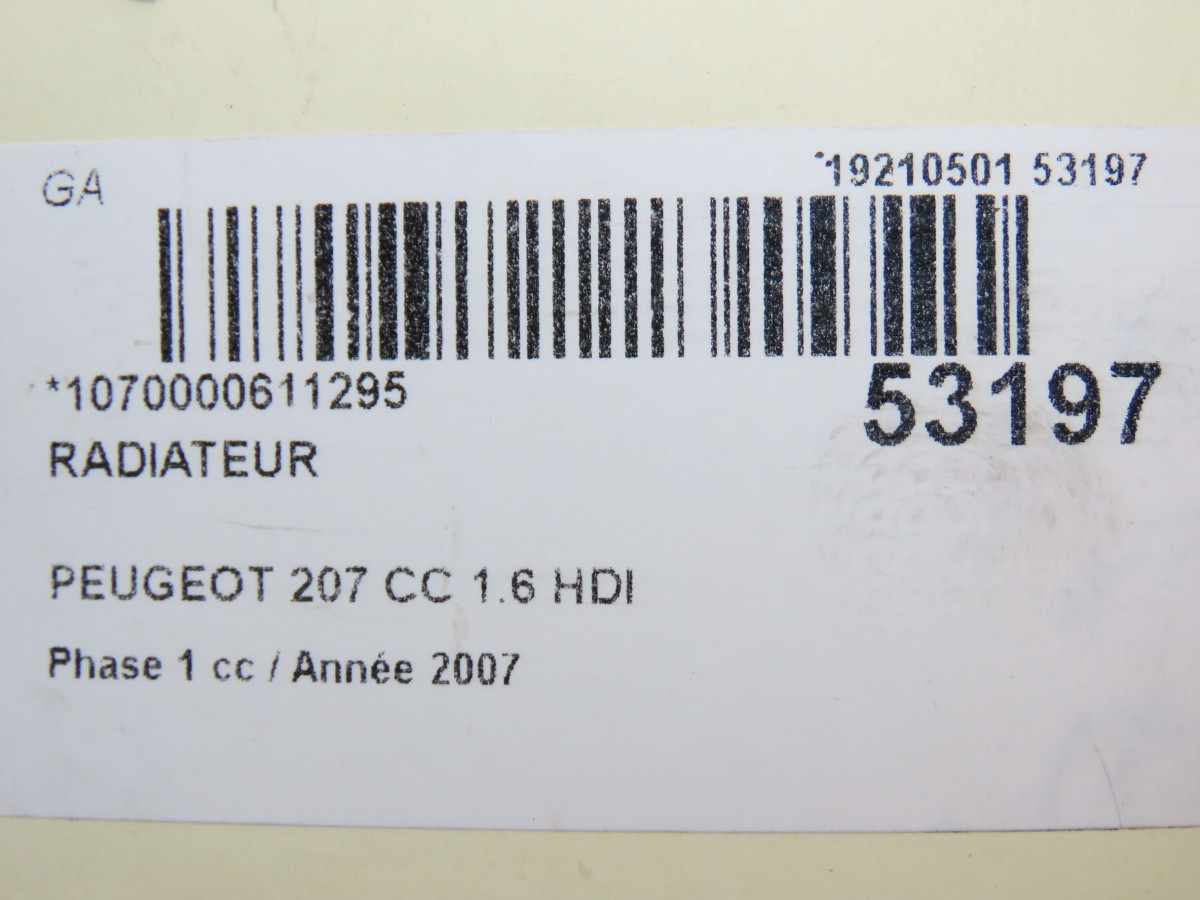 GA
*19210501 53197
*1070000611295
53197
RADIATEUR
PEUGEOT 207 CC 1.6 HDI
Phase 1 cc / Année 2007